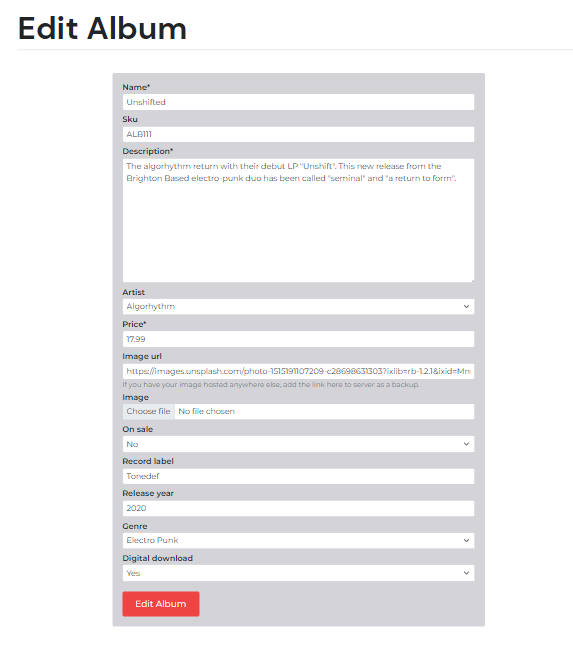 Edit Album
Name*
Unshifted
Sku
ALB111
Description*
The algorhythm return with their debut LP "Unshift". This new release from the
Brighton Based electro-punk duo has been called "seminal" and "a return to form".
Artist
Algorhythm
Price*
17.99
Image url
https://images.unsplash.com/photo-1515191107209-c28698631303?ixlib=rb-1.2.1&ixid=Mn
If you have your image hosted anywhere else, add the link here to server as a backup.
Image
Choose file No file chosen
On sale
No
Record label
Tonedef
Release year
2020
Genre
Electro Punk
Digital download
Yes
Edit Album